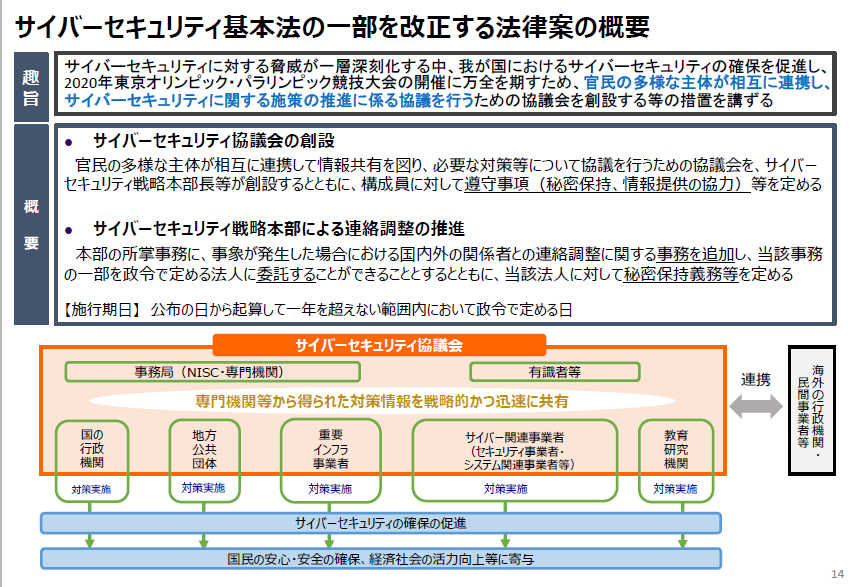 サイバーセキュリティ基本法の一部を改正する法律案の概要
趣旨
サイバーセキュリティに対する脅威が一層深刻化する中、我が国におけるサイバーセキュリティの確保を促進し、
2020年東京オリンピック・パラリンピック競技大会の開催に万全を期すため、官民の多様な主体が相互に連携し、
サイバーセキュリティに関する施策の推進に係る協議を行うための協議会を創設する等の措置を講ずる
概要
● サイバーセキュリティ協議会の創設
官民の多様な主体が相互に連携して情報共有を図り、必要な対策等について協議を行うための協議会を、サイバー
セキュリティ戦略本部長等が創設するとともに、構成員に対して遵守事項（秘密保持、情報提供の協力）等を定める
● サイバーセキュリティ戦略本部による連絡調整の推進
本部の所掌事務に、事象が発生した場合における国内外の関係者との連絡調整に関する事務を追加し、当該事務
の一部を政令で定める法人に委託することができることとするとともに、当該法人に対して秘密保持義務等を定める
【施行期日】 公布の日から起算して一年を超えない範囲内において政令で定める日
サイバーセキュリティ協議会
事務局（NISC・専門機関）
有識者等
専門機関等から得られた対策情報を戦略的かつ迅速に共有
国の
行政
機関
対策実施
地方
公共
団体
対策実施
重要
インフラ
事業者
対策実施
サイバー関連事業者
（セキュリティ事業者・
システム関連事業者等）
対策実施
教育
研究
機関
対策実施
連携
海外の行政機関・
民間事業者等
サイバーセキュリティの確保の促進
国民の安心・安全の確保、経済社会の活力向上等に寄与
14